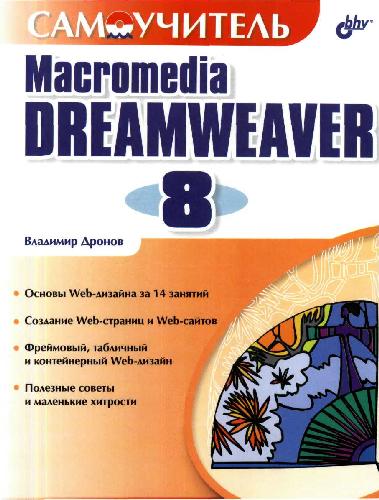 САМОУЧИТЕЛЬ
bhv®
Macromedia
DREAMWEAVER
8
Владимир Дронов
• Основы Web-дизайна за 14 занятий
• Создание Web-страниц и Web-сайтов
• Фреймовый, табличный
и контейнерный Web-дизайн
• Полезные советы
и маленькие хитрости